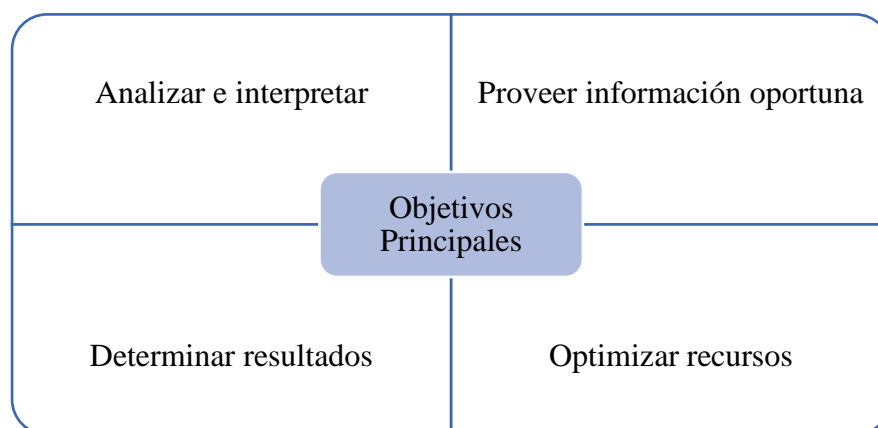 Analizar e interpretar
Proveer información oportuna
Objetivos
Principales
Determinar resultados
Optimizar recursos